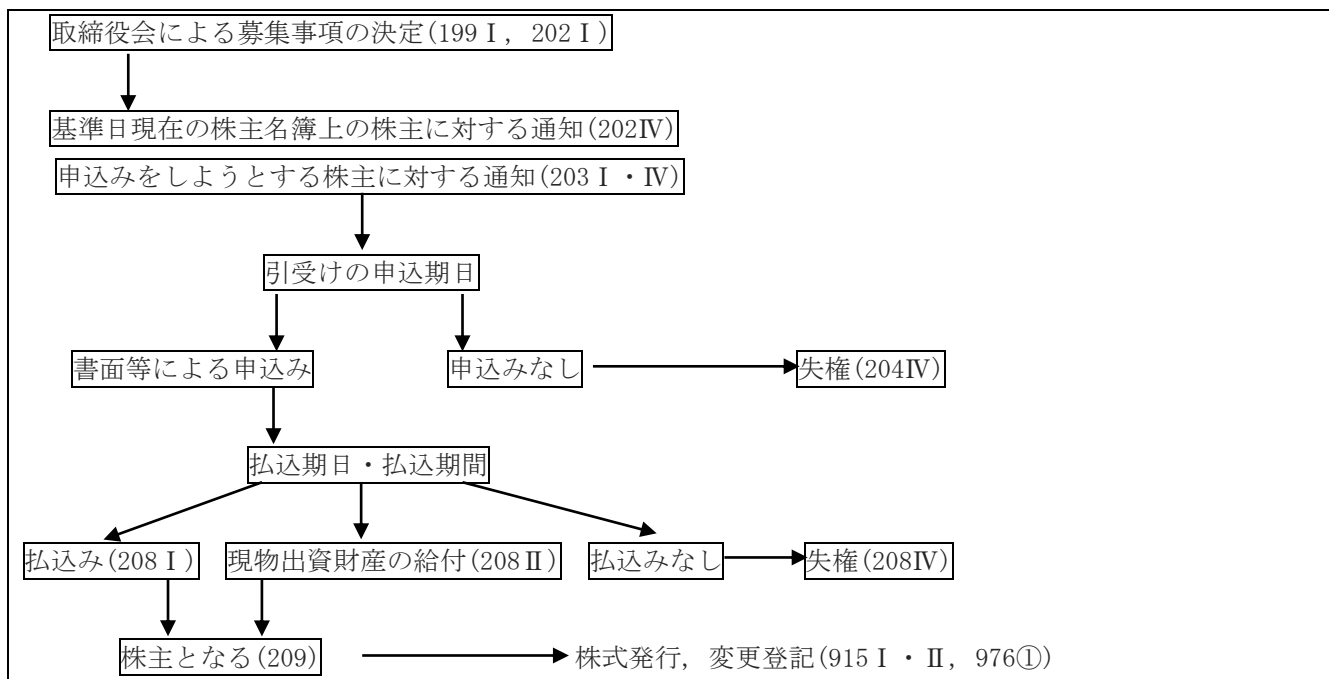 取締役会による募集事項の決定(199Ⅰ, 202Ⅰ)
基準日現在の株主名簿上の株主に対する通知(202Ⅳ)
申込みをしようとする株主に対する通知(203Ⅰ・Ⅳ)
引受けの申込期日
書面等による申込み 申込みなし 失権(204Ⅳ)
払込期日・払込期間
払込み(208Ⅰ) 現物出資財産の給付(208Ⅱ) 払込みなし 失権(208Ⅳ)
株主となる(209) 株式発行, 変更登記(915Ⅰ・Ⅱ, 976①)